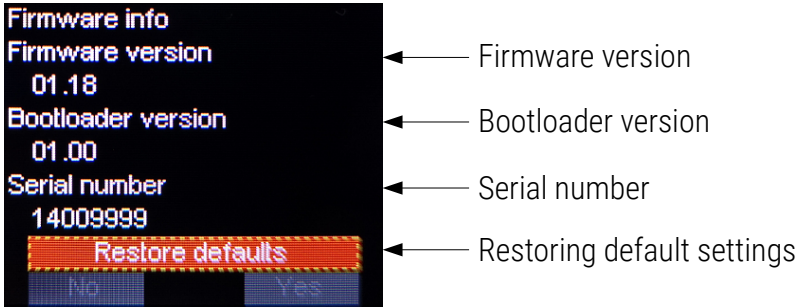 Firmware info
Firmware version
01.18
Bootloader version
01.00
Serial number
14009999
Restore defaults
No Yes
Firmware version
Bootloader version
Serial number
Restoring default settings